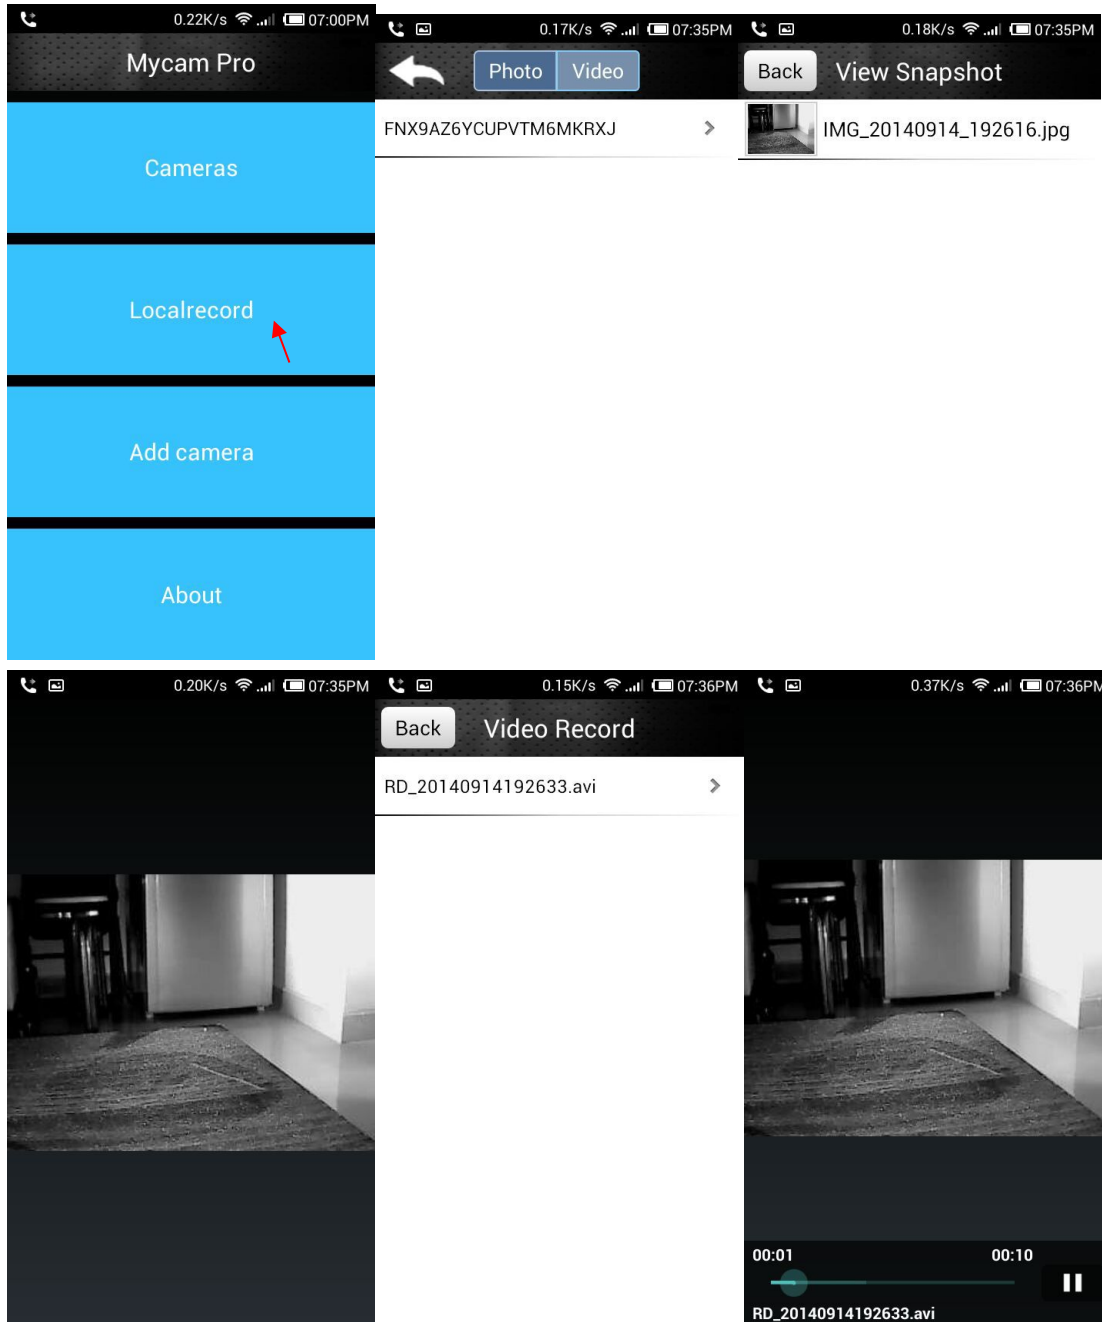 0.22K/s 07:00PM
Mycam Pro
Cameras
Localrecord
Add camera
About
0.17K/s 07:35PM
Photo Video
FNX9AZ6YCUPVTM6MKRXJ
0.18K/s 07:35PM
Back View Snapshot
IMG_20140914_192616.jpg
0.20K/s 07:35PM
0.15K/s 07:36PM
Back Video Record
RD_20140914192633.avi
0.37K/s 07:36PM
00:01 00:10
RD_20140914192633.avi